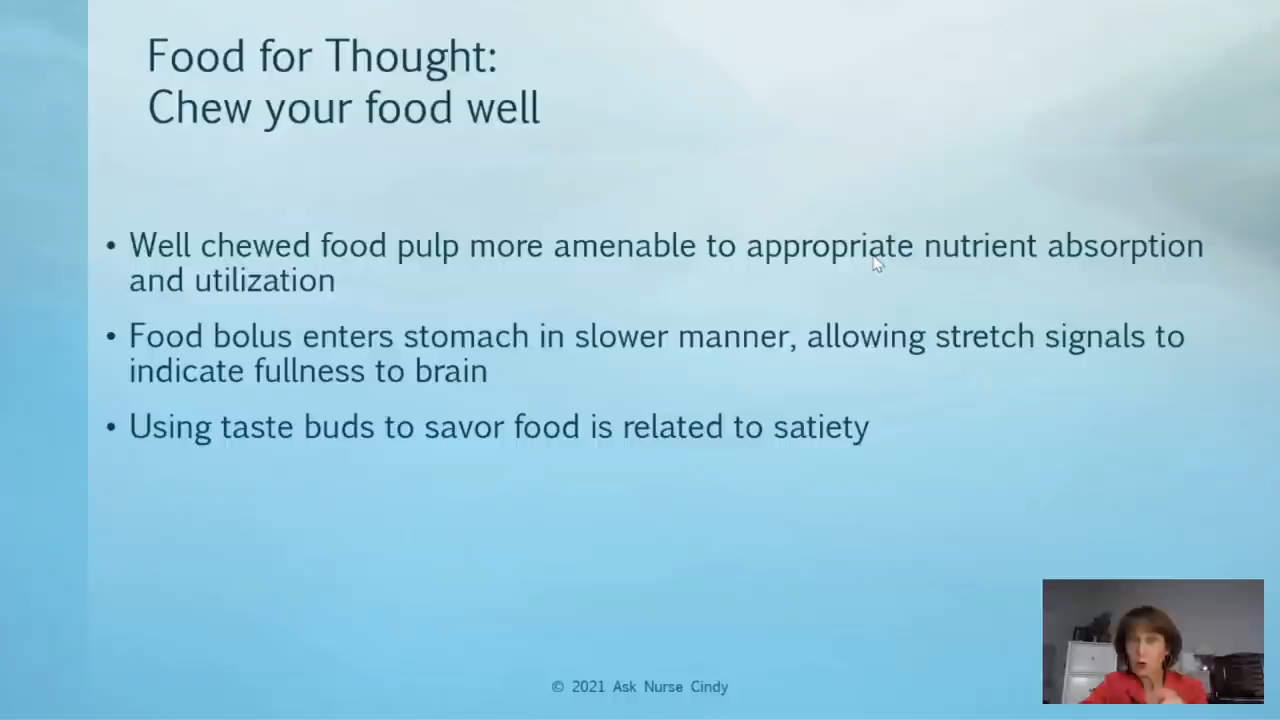 Food for Thought:
Chew your food well
• Well chewed food pulp more amenable to appropriate nutrient absorption
and utilization
• Food bolus enters stomach in slower manner, allowing stretch signals to
indicate fullness to brain
• Using taste buds to savor food is related to satiety
© 2021 Ask Nurse Cindy